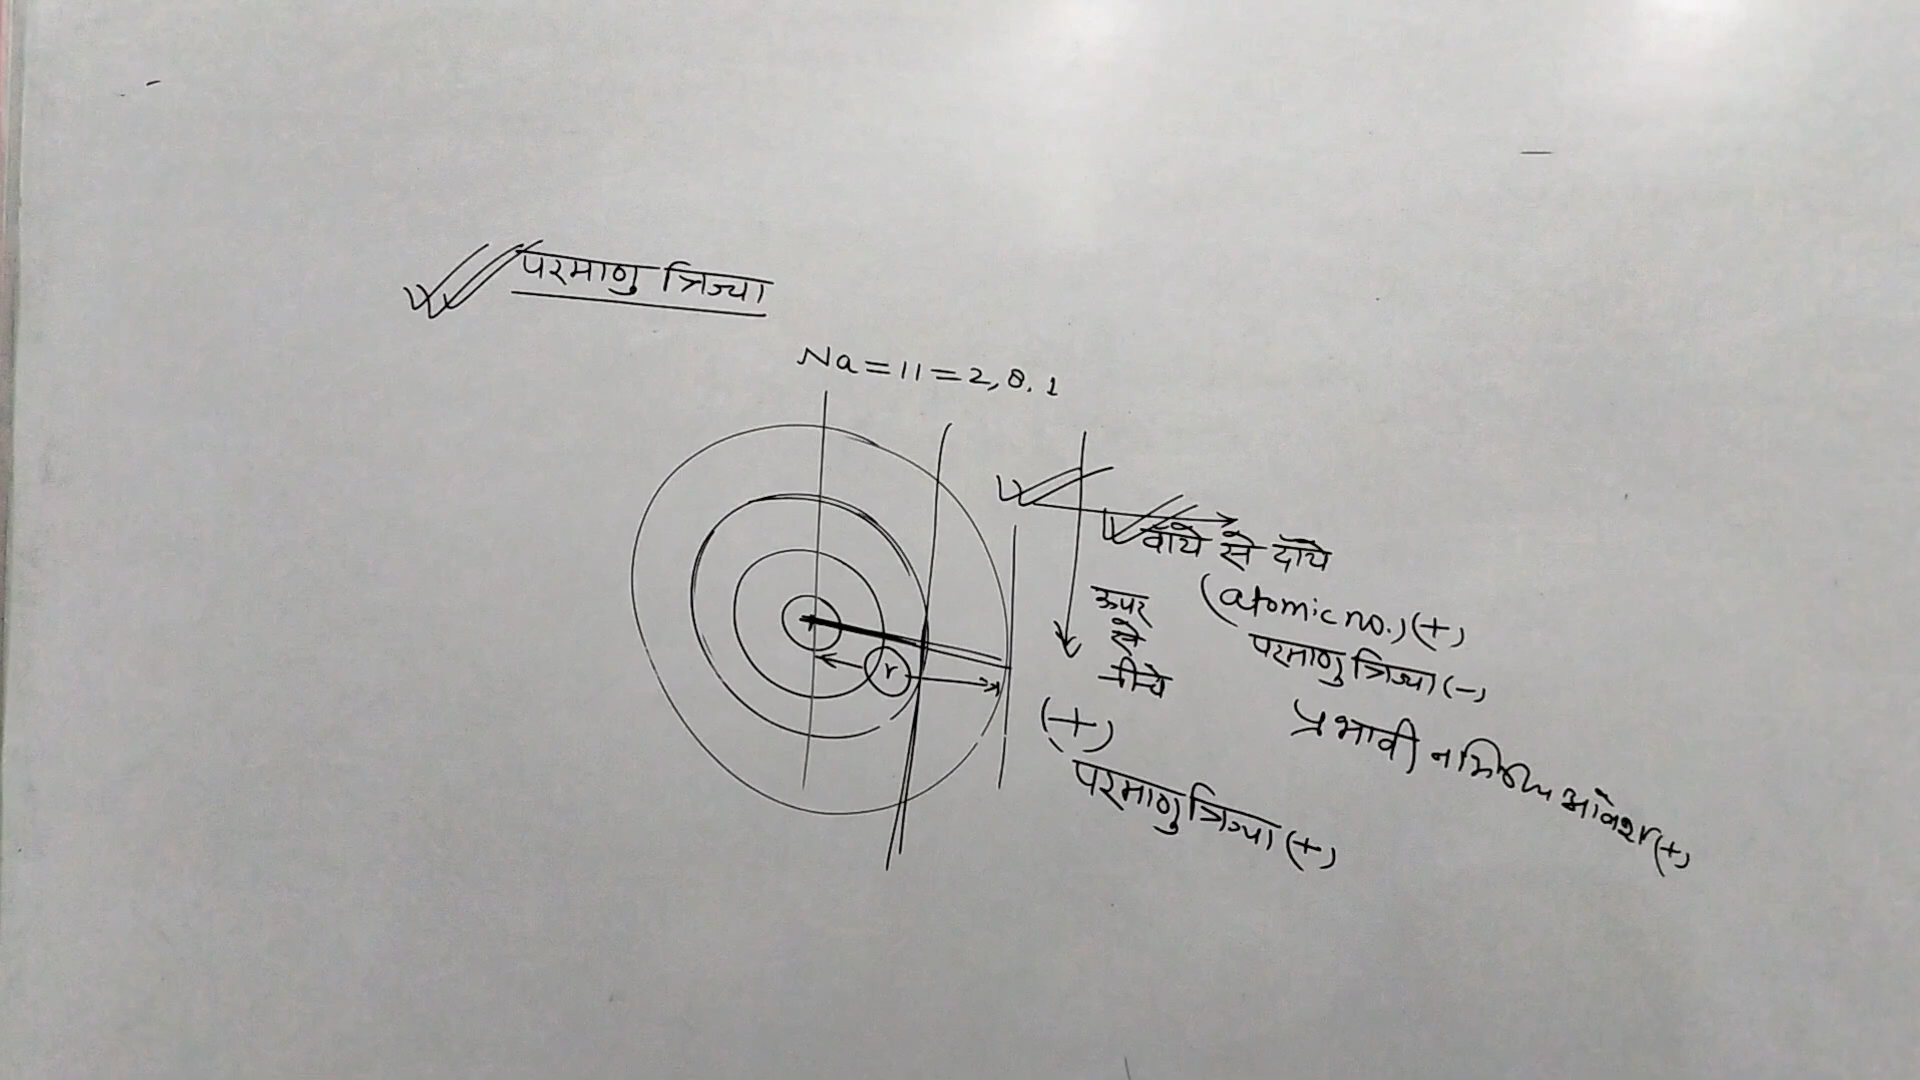 परमाणु त्रिज्या
Na = 11 = 2, 8. 1
वाँये से दाँये
(atomic no.) (+)
परमाणु त्रिज्या (-)
प्रभावी नाभिकीय आवेश (+)
ऊपर
से
नीचे
(+)
परमाणु त्रिज्या (+)
r